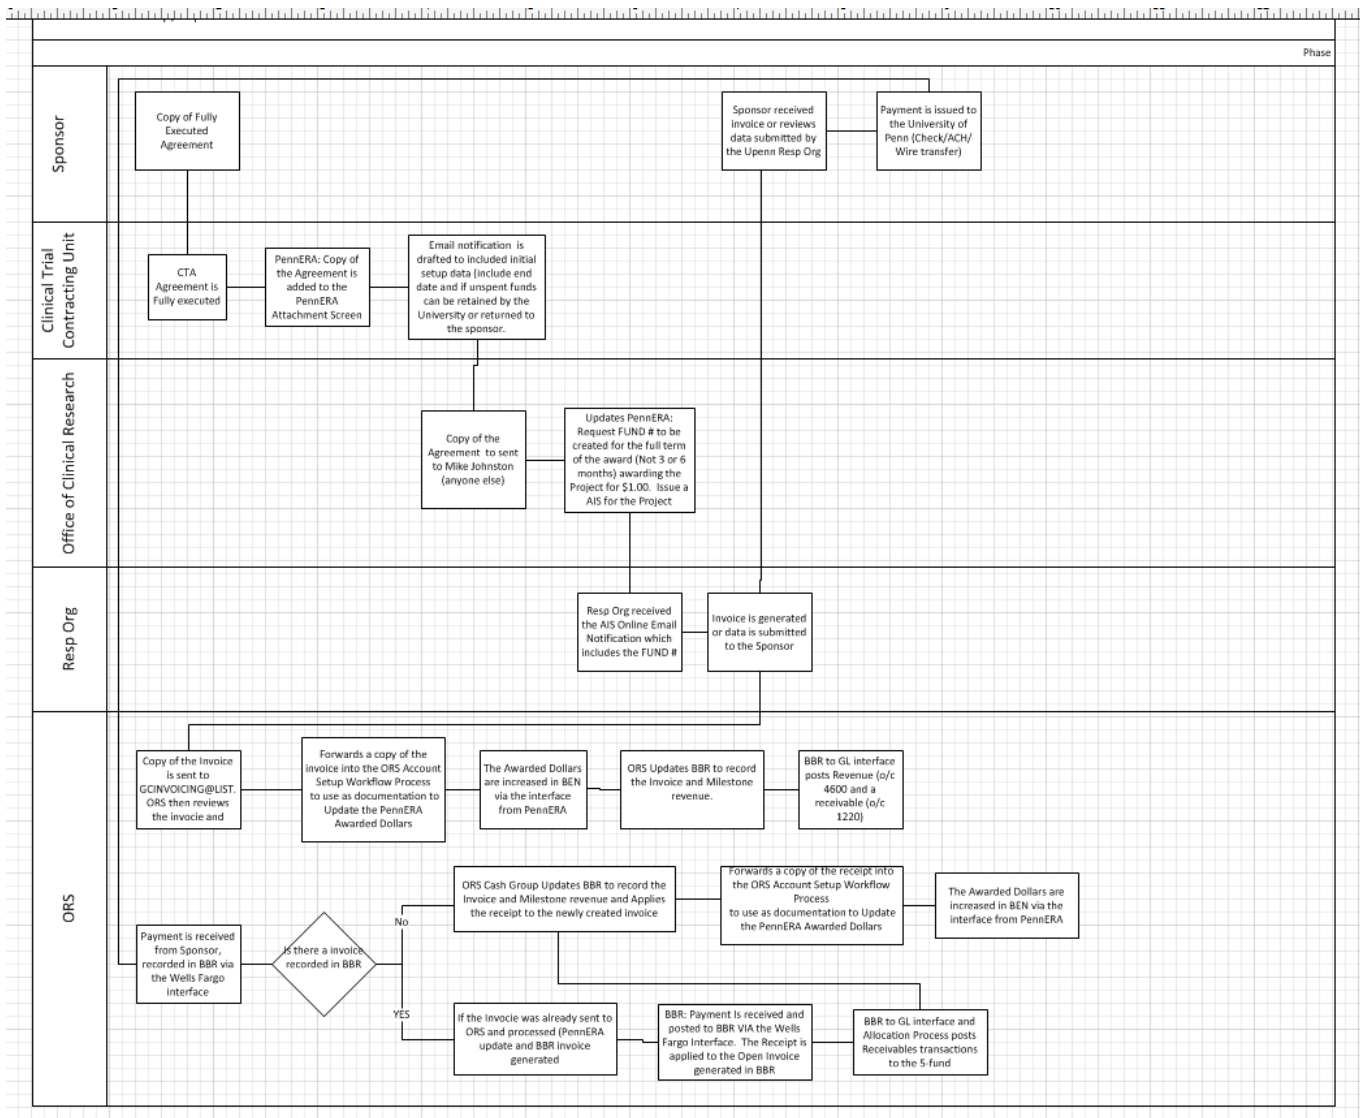 Phase
Sponsor
Copy of Fully
Executed
Agreement
Sponsor received
invoice or reviews
data submitted by
the Upenn Resp Org
Payment is issued to
the University of
Penn (Check/ACH/
Wire transfer)
Clinical Trial
Contracting Unit
CTA
Agreement is
Fully executed
PennERA: Copy of
the Agreement is
added to the
PennERA
Attachment Screen
Email notification is
drafted to included initial
setup data (include end
date and if unspent funds
can be retained by the
University or returned to
the sponsor.
Office of Clinical Research
Copy of the
Agreement to sent
to Mike Johnston
(anyone else)
Updates PennERA:
Request FUND # to be
created for the full term
of the award (Not 3 or 6
months) awarding the
Project for $1.00. Issue a
AIS for the Project
Resp Org
Resp Org received
the AIS Online Email
Notification which
includes the FUND #
Invoice is generated
or data is submitted
to the Sponsor
ORS
Copy of the Invoice
is sent to
GCINVOICING@LIST.
ORS then reviews
the invocie and
Forwards a copy of the
invoice into the ORS Account
Setup Workflow Process
to use as documentation to
Update the PennERA
Awarded Dollars
The Awarded Dollars
are increased in BEN
via the interface
from PennERA
ORS Updates BBR to record
the Invoice and Milestone
revenue.
BBR to GL interface
posts Revenue (o/c
4600 and a
receivable (o/c
1220)
Payment is received
from Sponsor,
recorded in BBR via
the Wells Fargo
interface
Is there a invoice
recorded in BBR
No
ORS Cash Group Updates BBR to record the
Invoice and Milestone revenue and Applies
the receipt to the newly created invoice
Forwards a copy of the receipt into
the ORS Account Setup Workflow
Process
to use as documentation to Update
the PennERA Awarded Dollars
The Awarded Dollars are
increased in BEN via the
interface from PennERA
YES
If the Invocie was already sent to
ORS and processed (PennERA
update and BBR invoice
generated
BBR: Payment Is received and
posted to BBR VIA the Wells
Fargo Interface. The Receipt is
applied to the Open Invoice
generated in BBR
BBR to GL interface and
Allocation Process posts
Receivables transactions
to the 5-fund